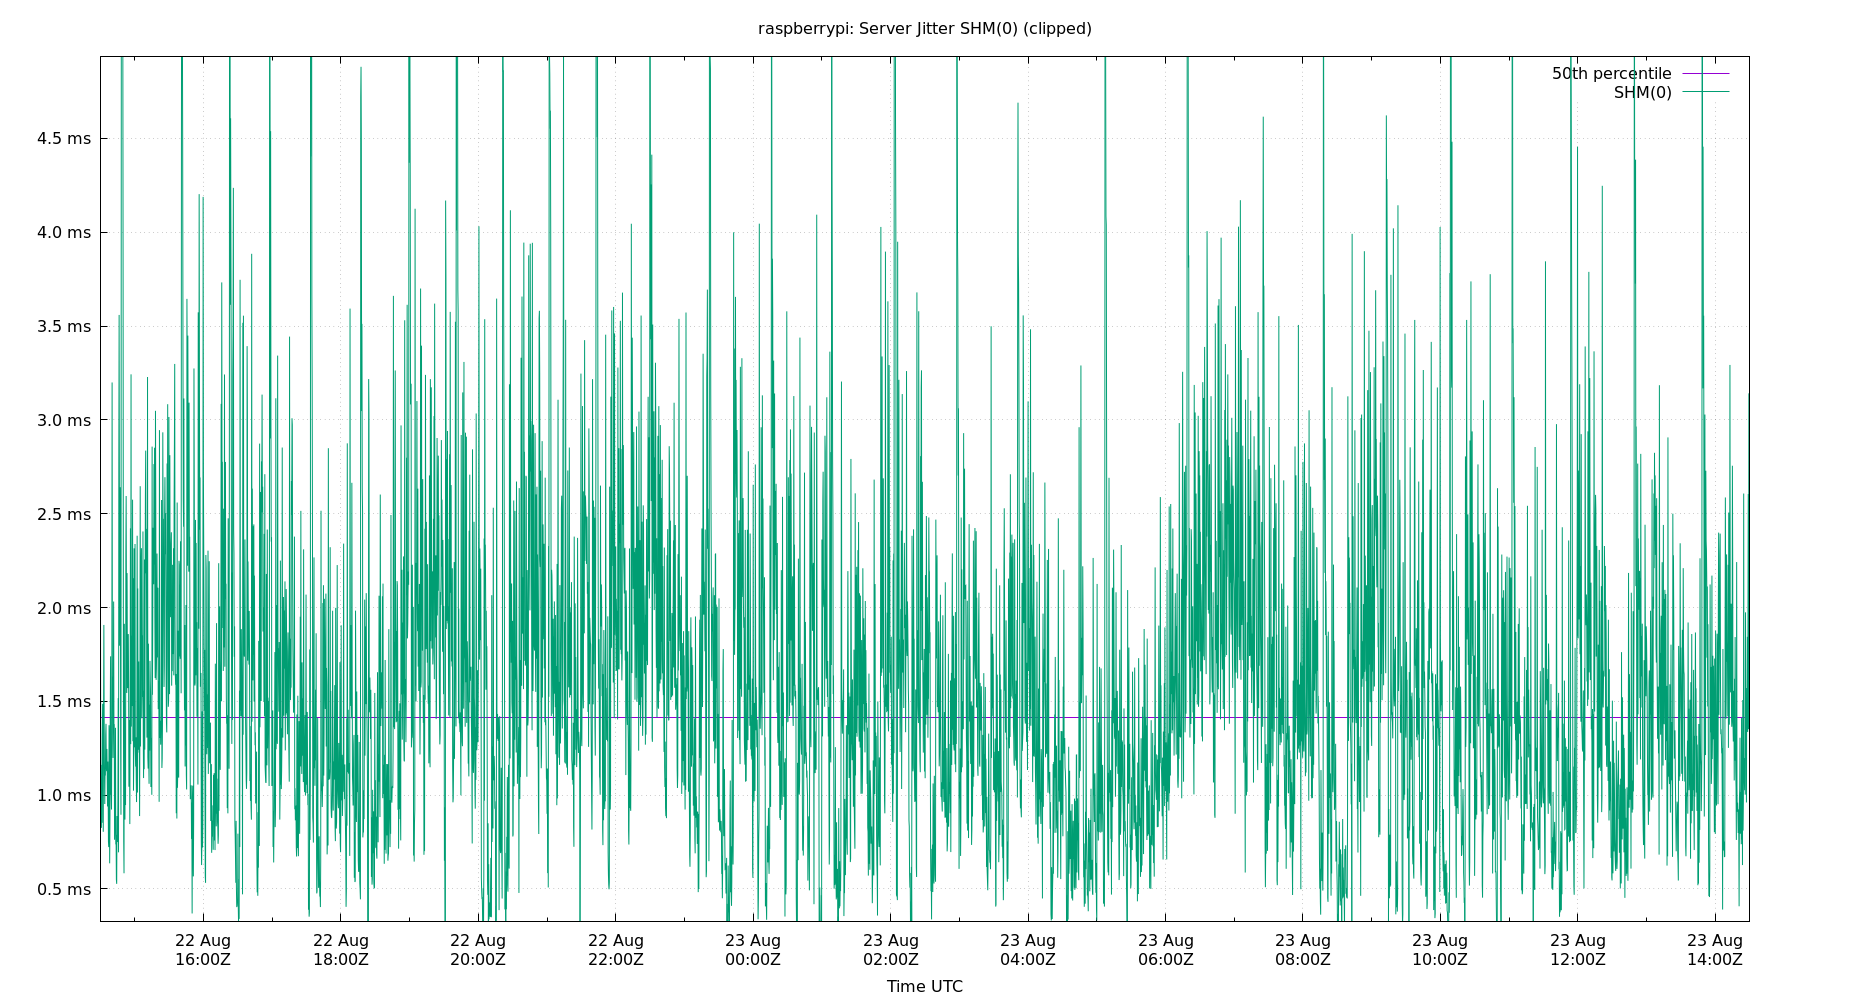 raspberrypi: Server Jitter SHM(0) (clipped)
50th percentile
SHM(0)
4.5 ms
4.0 ms
3.5 ms
3.0 ms
2.5 ms
2.0 ms
1.5 ms
1.0 ms
0.5 ms
22 Aug 22 Aug 22 Aug 22 Aug 23 Aug 23 Aug 23 Aug 23 Aug 23 Aug 23 Aug 23 Aug 23 Aug
16:00Z 18:00Z 20:00Z 22:00Z 00:00Z 02:00Z 04:00Z 06:00Z 08:00Z 10:00Z 12:00Z 14:00Z
Time UTC